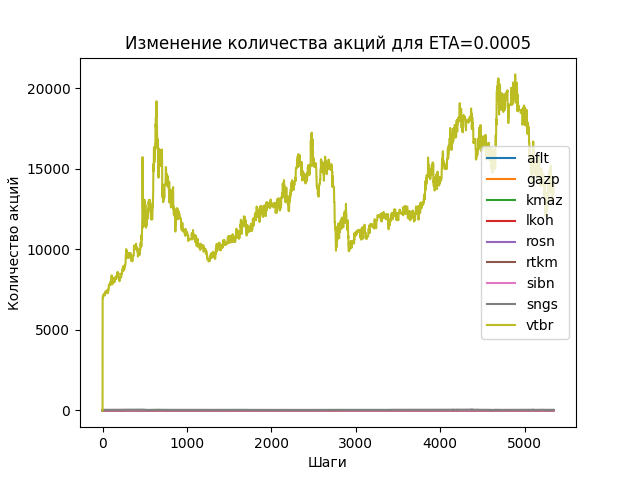 Изменение количества акций для ETA=0.0005
Количество акций
20000
15000
10000
5000
0
aflt
gazp
kmaz
lkoh
rosn
rtkm
sibn
sngs
vtbr
0 1000 2000 3000 4000 5000
Шаги